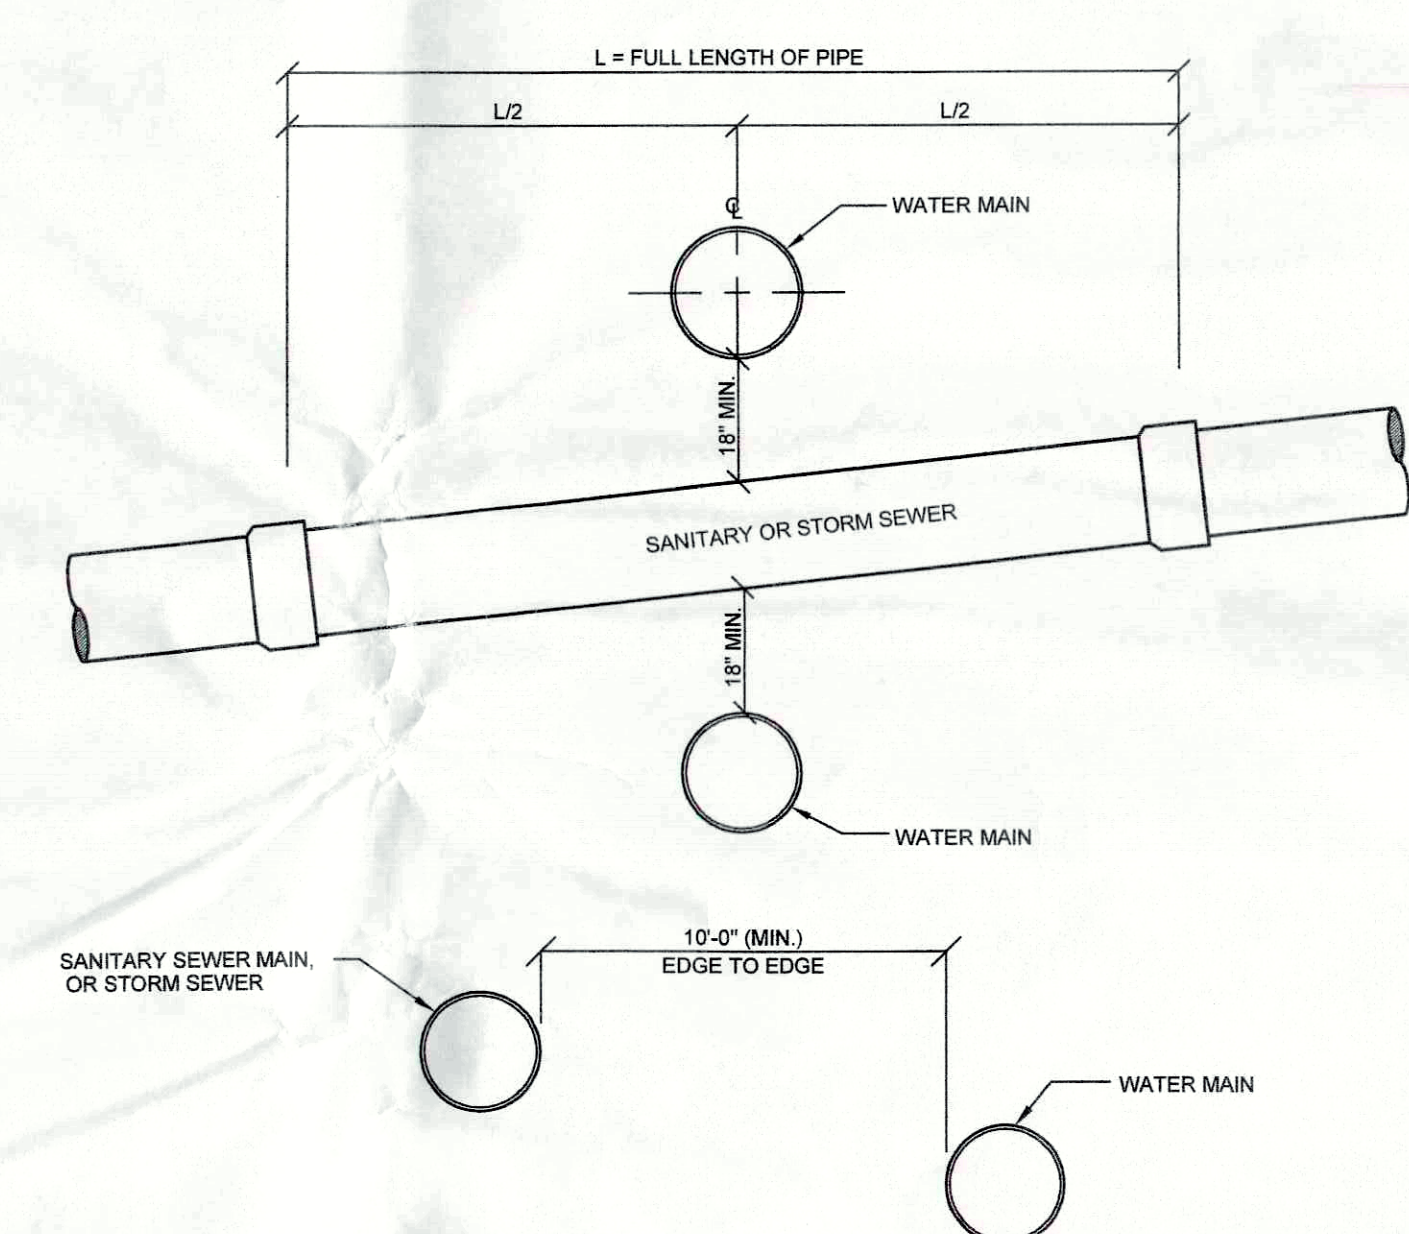 L = FULL LENGTH OF PIPE
L/2
L/2
℄
WATER MAIN
18" MIN.
SANITARY OR STORM SEWER
18" MIN.
WATER MAIN
10'-0" (MIN.)
EDGE TO EDGE
SANITARY SEWER MAIN,
OR STORM SEWER
WATER MAIN